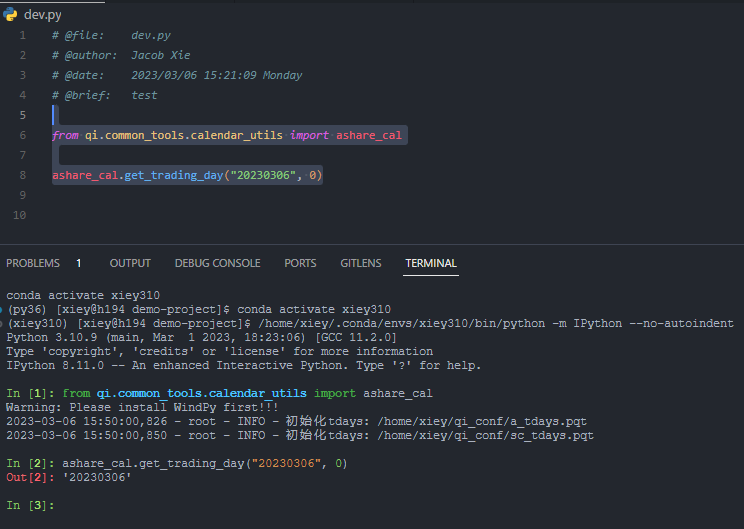 dev.py
1 # @file: dev.py
2 # @author: Jacob Xie
3 # @date: 2023/03/06 15:21:09 Monday
4 # @brief: test
5
6 from qi.common_tools.calendar_utils import ashare_cal
7
8 ashare_cal.get_trading_day("20230306", 0)
9
10
PROBLEMS 1 OUTPUT DEBUG CONSOLE PORTS GITLENS TERMINAL
conda activate xiey310
(py36) [xiey@h194 demo-project]$ conda activate xiey310
(xiey310) [xiey@h194 demo-project]$ /home/xiey/.conda/envs/xiey310/bin/python -m IPython --no-autoindent
Python 3.10.9 (main, Mar  1 2023, 18:23:06) [GCC 11.2.0]
Type 'copyright', 'credits' or 'license' for more information
IPython 8.11.0 -- An enhanced Interactive Python. Type '?' for help.
In [1]: from qi.common_tools.calendar_utils import ashare_cal
Warning: Please install WindPy first!!!
2023-03-06 15:50:00,826 - root - INFO - 初始化tdays: /home/xiey/qi_conf/a_tdays.pqt
2023-03-06 15:50:00,850 - root - INFO - 初始化tdays: /home/xiey/qi_conf/sc_tdays.pqt
In [2]: ashare_cal.get_trading_day("20230306", 0)
Out[2]: '20230306'
In [3]: